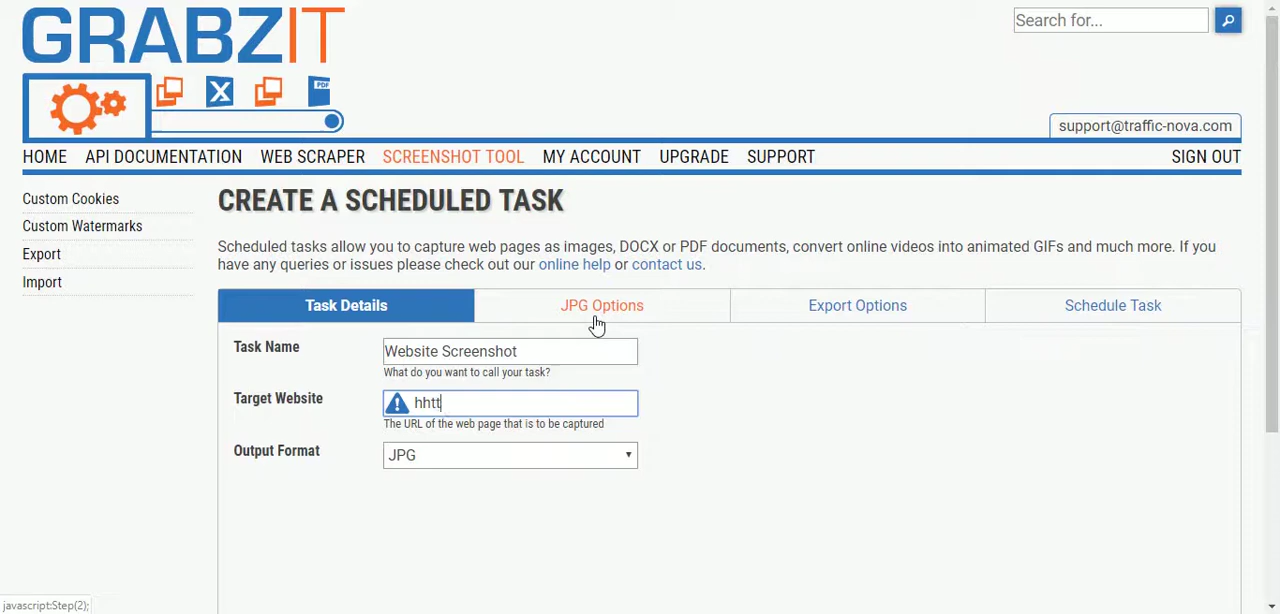 GRABZIT
Search for...
PDF
support@traffic-nova.com
HOME API DOCUMENTATION WEB SCRAPER SCREENSHOT TOOL MY ACCOUNT UPGRADE SUPPORT SIGN OUT
Custom Cookies
Custom Watermarks
Export
Import
CREATE A SCHEDULED TASK
Scheduled tasks allow you to capture web pages as images, DOCX or PDF documents, convert online videos into animated GIFs and much more. If you
have any queries or issues please check out our online help or contact us.
Task Details JPG Options Export Options Schedule Task
Task Name Website Screenshot
What do you want to call your task?
Target Website hhtt
The URL of the web page that is to be captured
Output Format JPG
javascript:Step(2);